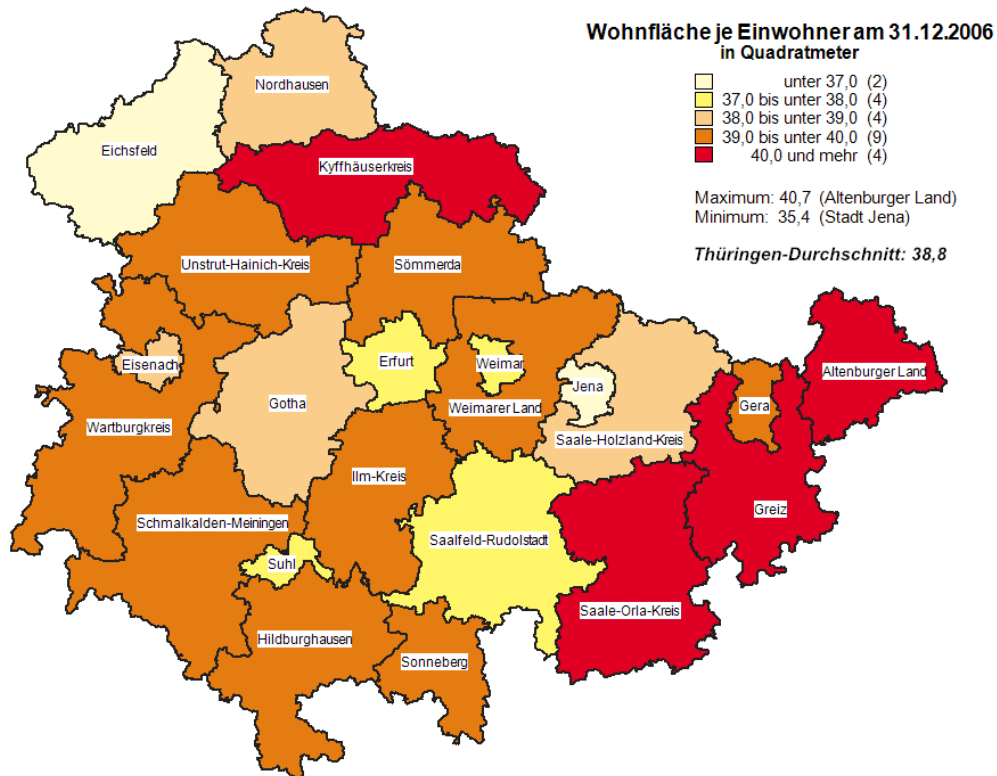 Wohnfläche je Einwohner am 31.12.2006
in Quadratmeter
unter 37,0 (2)
37,0 bis unter 38,0 (4)
38,0 bis unter 39,0 (4)
39,0 bis unter 40,0 (9)
40,0 und mehr (4)
Maximum: 40,7 (Altenburger Land)
Minimum: 35,4 (Stadt Jena)
Thüringen-Durchschnitt: 38,8
Nordhausen
Eichsfeld
Kyffhäuserkreis
Unstrut-Hainich-Kreis
Sömmerda
Eisenach
Erfurt
Weimar
Jena
Altenburger Land
Gotha
Weimarer Land
Gera
Wartburgkreis
Saale-Holzland-Kreis
Ilm-Kreis
Schmalkalden-Meiningen
Greiz
Saalfeld-Rudolstadt
Suhl
Saale-Orla-Kreis
Hildburghausen
Sonneberg